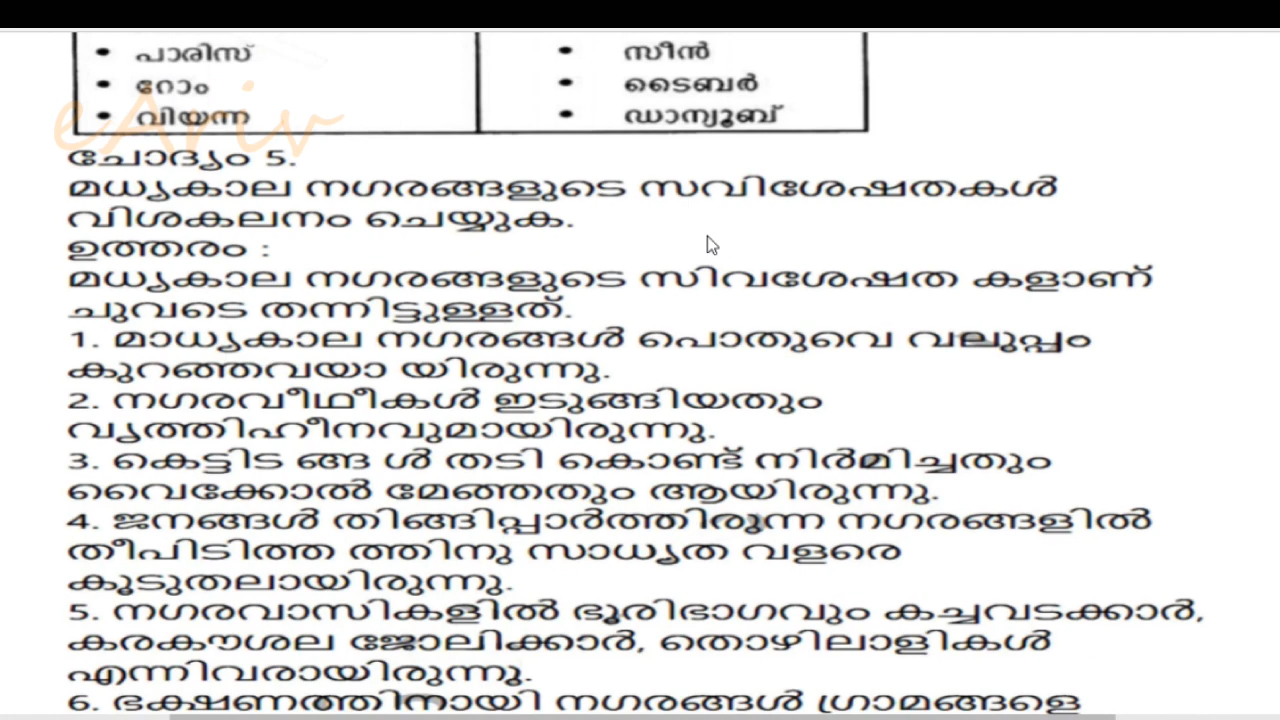 • പാരിസ് • സീൻ
• റോം • ടൈബർ
• വിയന്ന • ഡാന്യൂബ്
eAriv
ചോദ്യം 5.
മധ്യകാല നഗരങ്ങളുടെ സവിശേഷതകൾ
വിശകലനം ചെയ്യുക.
ഉത്തരം :
മധ്യകാല നഗരങ്ങളുടെ സിവശേഷത കളാണ്
ചുവടെ തന്നിട്ടുള്ളത്.
1. മാധ്യകാല നഗരങ്ങൾ പൊതുവെ വലുപ്പം
കുറഞ്ഞവയാ യിരുന്നു.
2. നഗരവീഥീകൾ ഇടുങ്ങിയതും
വൃത്തിഹീനവുമായിരുന്നു.
3. കെട്ടിട ങ്ങ ൾ തടി കൊണ്ട് നിർമിച്ചതും
വൈക്കോൽ മേഞ്ഞതും ആയിരുന്നു.
4. ജനങ്ങൾ തിങ്ങിപ്പാർത്തിരുന്ന നഗരങ്ങളിൽ
തീപിടിത്ത ത്തിനു സാധ്യത വളരെ
കൂടുതലായിരുന്നു.
5. നഗരവാസികളിൽ ഭൂരിഭാഗവും കച്ചവടക്കാർ,
കരകൗശല ജോലിക്കാർ, തൊഴിലാളികൾ
എന്നിവരായിരുന്നൂ.
6. ഭക്ഷണത്തിനായി നഗരങ്ങൾ ഗ്രാമങ്ങളെ